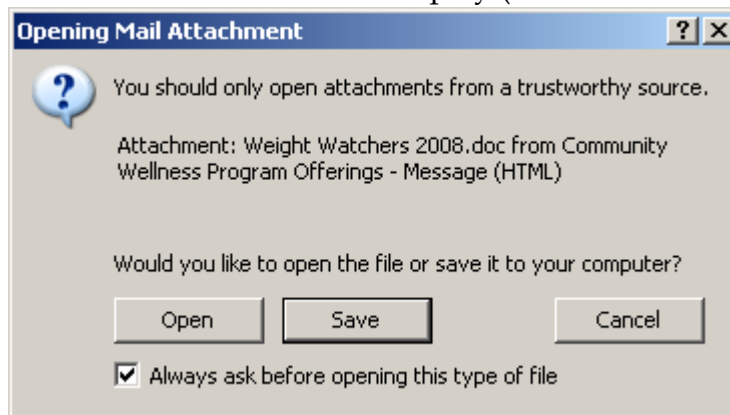 Opening Mail Attachment
You should only open attachments from a trustworthy source.
Attachment: Weight Watchers 2008.doc from Community
Wellness Program Offerings - Message (HTML)
Would you like to open the file or save it to your computer?
Open Save Cancel
Always ask before opening this type of file